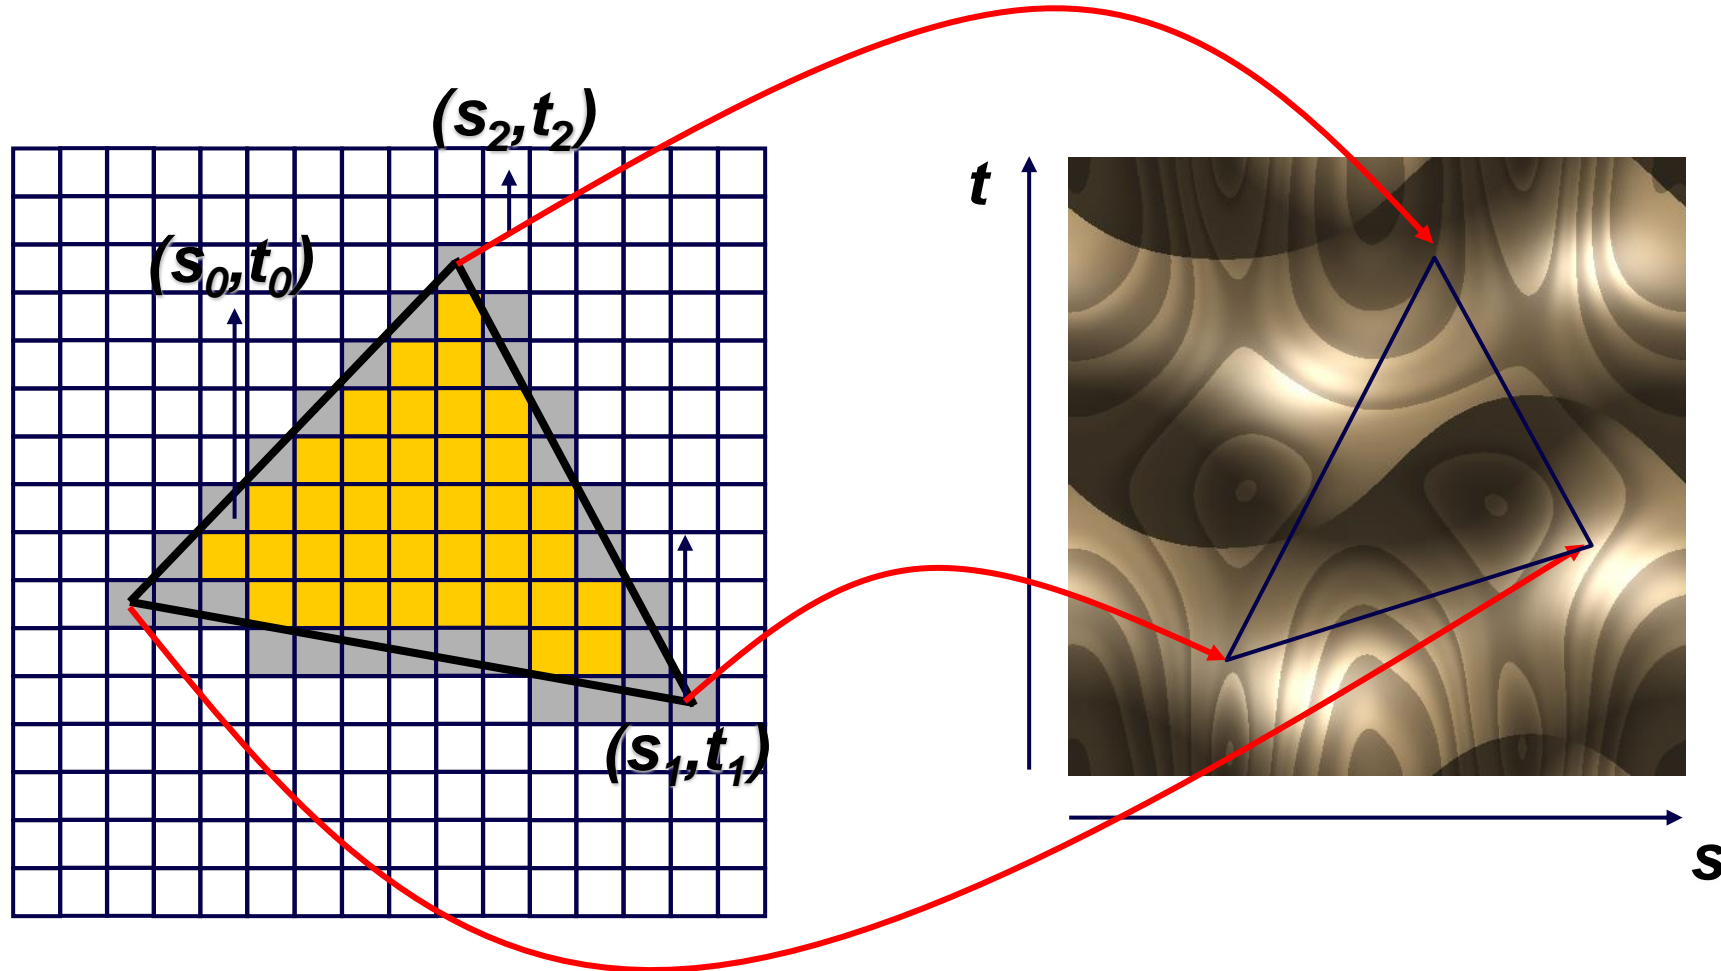 (s₂,t₂)
t
(s₀,t₀)
(s₁,t₁)
s